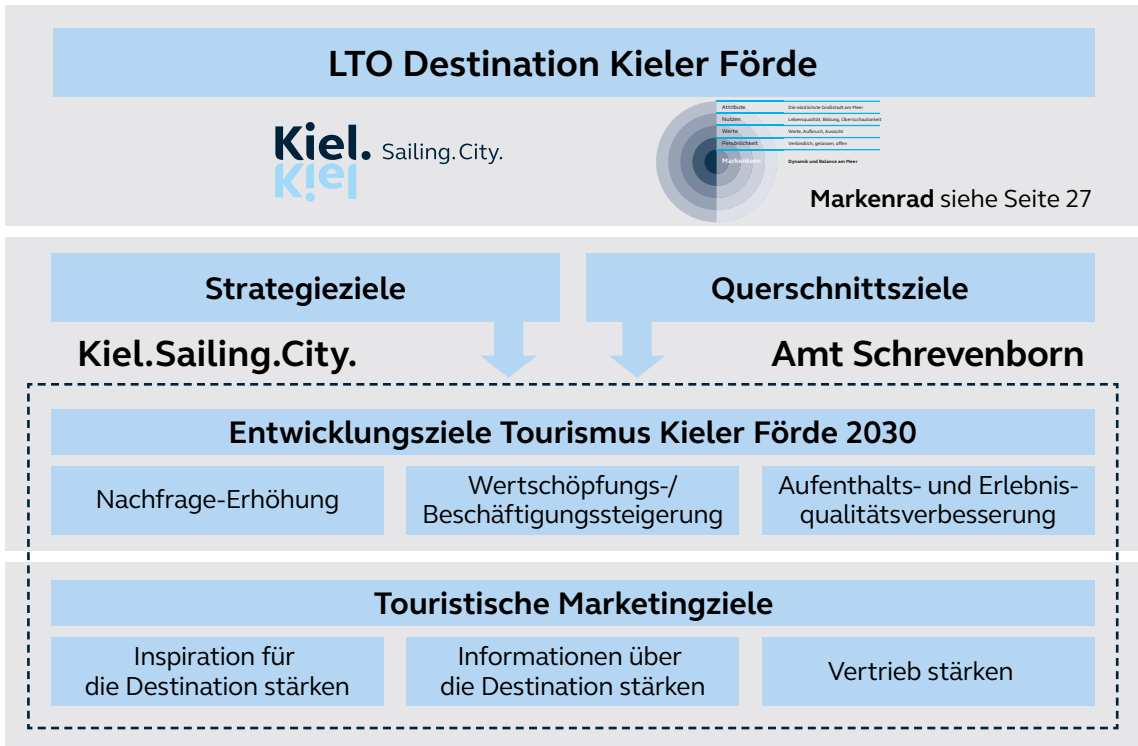 LTO Destination Kieler Förde
Kiel. Sailing.City.
Kiel
Attribute Die nördlichste Großstadt am Meer
Nutzen Lebensqualität, Bildung, Überschaubarkeit
Werte Weite, Aufbruch, Aussicht
Persönlichkeit Verbindlich, gelassen, offen
Markenkern Dynamik und Balance am Meer
Markenrad siehe Seite 27
Strategieziele
Querschnittsziele
Kiel.Sailing.City.
Amt Schrevenborn
Entwicklungsziele Tourismus Kieler Förde 2030
Nachfrage-Erhöhung
Wertschöpfungs-/
Beschäftigungssteigerung
Aufenthalts- und Erlebnis-
qualitätsverbesserung
Touristische Marketingziele
Inspiration für
die Destination stärken
Informationen über
die Destination stärken
Vertrieb stärken